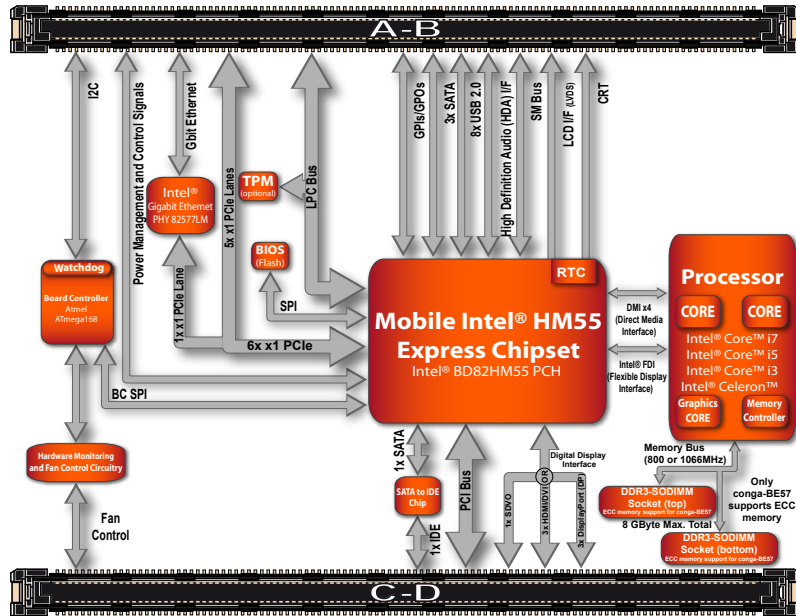 A-B
I2C
Power Management and Control Signals
Gbit Ethernet
5x x1 PCIe Lanes
LPC Bus
GPIs/GPOs
3x SATA
8x USB 2.0
High Definition Audio (HDA) I/F
SM Bus
LCD I/F (LVDS)
CRT
Intel®
Gigabit Ethernet
PHY 82577LM
TPM
(optional)
BIOS
(Flash)
SPI
1x x1 PCIe Lane
6x x1 PCIe
Watchdog
Board Controller
Atmel
ATmega168
BC SPI
RTC
Mobile Intel® HM55
Express Chipset
Intel® BD82HM55 PCH
DMI x4
(Direct Media
Interface)
Intel® FDI
(Flexible Display
Interface)
Processor
CORE
CORE
Intel® Core™ i7
Intel® Core™ i5
Intel® Core™ i3
Intel® Celeron™
Graphics
CORE
Memory
Controller
Hardware Monitoring
and Fan Control Circuitry
Fan
Control
1x SATA
SATA to IDE
Chip
1x IDE
PCI Bus
Digital Display
Interface
OR
1x SDVO
3x HDMI/DVI
3x DisplayPort (DP)
Memory Bus
(800 or 1066MHz)
DDR3-SODIMM
Socket (top)
ECC memory support for conga-BE57
8 GByte Max. Total
Only
conga-BE57
supports ECC
memory
DDR3-SODIMM
Socket (bottom)
ECC memory support for conga-BE57
C-D